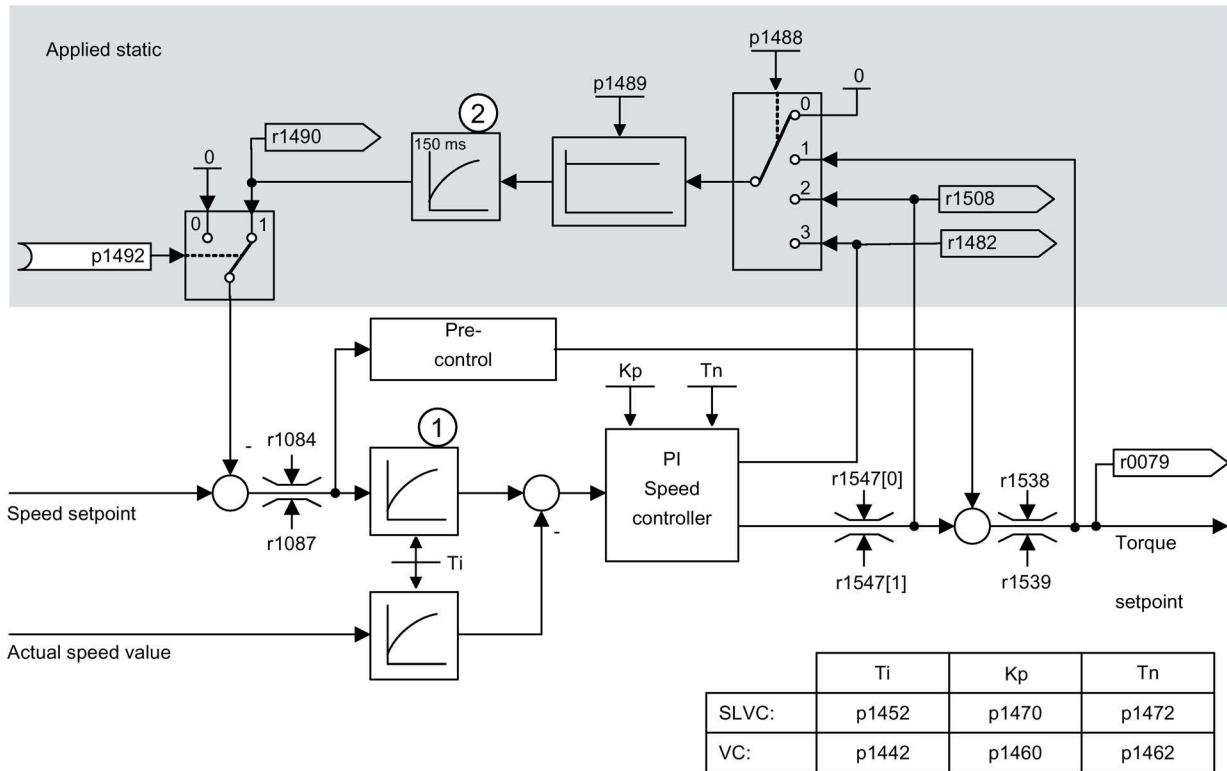 Applied static
p1488
0
p1489
2
0
r1490
150 ms
1
0
2
r1508
0 1
3
r1482
p1492
Pre-
control
Kp Tn
1
- r1084
PI
Speed
controller
r0079
r1547[0] r1538
Speed setpoint
r1087
-
Torque
Ti
r1547[1] r1539
setpoint
Actual speed value
Ti Kp Tn
SLVC: p1452 p1470 p1472
VC: p1442 p1460 p1462